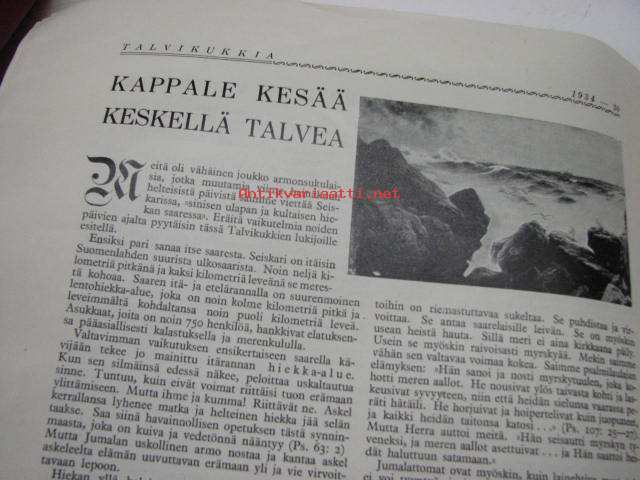 TALVIKUKKIA
1934 —
KAPPALE KESÄÄ
KESKELLÄ TALVEA
Meitä oli vähäinen joukko armonsukulai-
sia, jotka muutamia
helteisistä päivistä saimme viettää Seis-
karissa, »sinisen ulapan ja kultaisen hie-
kan saaressa». Eräitä vaikutelmia noiden
päivien ajalta pyytäisin tässä Talvikukkien lukijoille
esitellä.
Ensiksi pari sanaa itse saaresta. Seiskari on itäisin
Suomenlahden suurista ulkosaarista. Noin neljä ki-
lometriä pitkänä ja kaksi kilometriä leveänä se meres-
tä kohoaa. Saaren itä- ja etelärannalla on suurenmoinen
lentohiekka-alue, joka on noin kolme kilometriä pitkä ja
leveimmältä kohdaltansa noin puoli kilometriä leveä.
Asukkaat, joita on noin 750 henkilöä, hankkivat elatuksen-
sa pääasiallisesti kalastuksella ja merenkululla.
Valtavimman vaikutuksen ensikertaiseen saarella kä-
vijään tekee jo mainittu itärannan hiekka-alue.
Kun sen silmäinsä edessä näkee, peloittaa uskaltautua
sinne. Tuntuu, kuin eivät voimat riittäisi tuon erämaan
ylittämiseen. Mutta ihme ja kumma! Riittävät ne. Askel
kerrallansa lyhenee matka ja helteinen hiekka jää selän
taakse. Saa siinä havainnollisen opetuksen tästä synnin-
maasta, joka on kuiva ja vedetönnä nääntyy (Ps. 63: 2)
Mutta Jumalan uskollinen armo nostaa ja kantaa askel
askeleelta elämän uuvuttavan erämaan yli ja vie virvoit-
tavaan lepoon.
antikvariaatti.net
toihin on riemastuttavaa sukeltaa. Se puhdistaa ja vir-
voittaa. Se antaa saarelaisille leivän. Se on myöskin
usean heistä hauta. Sillä meri ei aina kirkkaana päily.
Usein se myöskin raivoisasti myrskyää. Mekin saimme
vähän sen valtavaa voimaa kokea. Saimme psalmilaulajan
elämyksen: »Hän sanoi ja nosti myrskytuulen, joka ko-
hotti meren aallot. He nousivat ylös taivasta kohti ja las-
keusivat syvyyteen, niin että heidän sielunsa vaarassa pe-
räti hätäili. He horjuivat ja hoipertelivat kuin juopunut,
ja kaikki heidän taitonsa katosi . . .» (Ps. 107: 25—27).
Mutta Herra auttoi meitä. »Hän seisautti myrskyn ty-
veneksi, ja meren aallot asettuivat . . . ja Hän saattoi hei-
dät haluttuun satamaan.»
Jumalattomat ovat myöskin, kuin